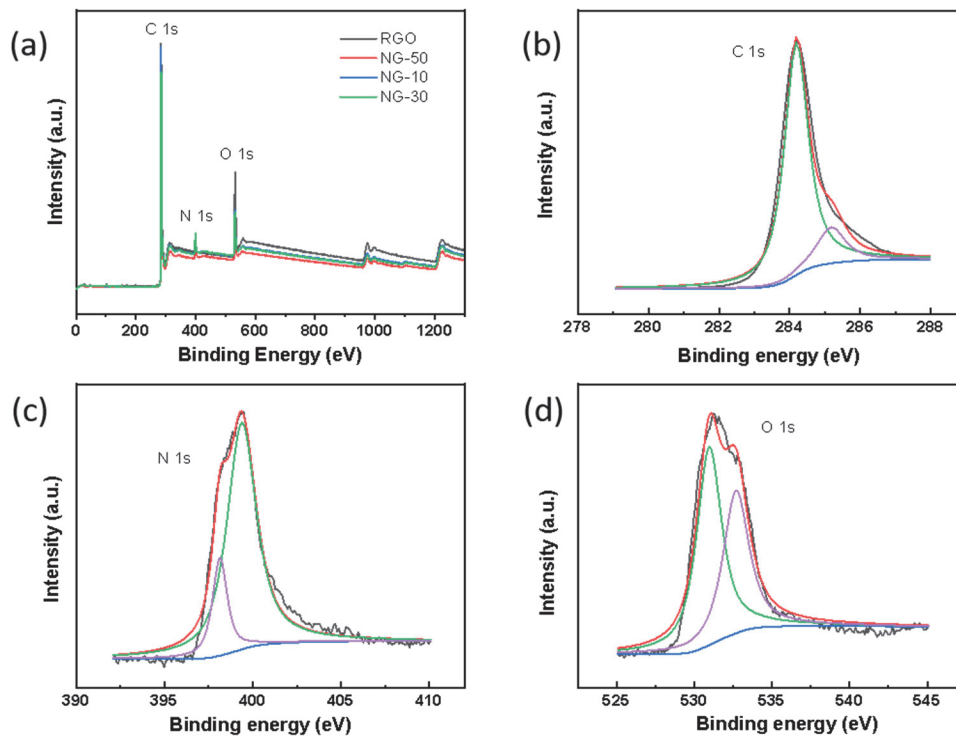 (a)
C 1s
N 1s
O 1s
RGO
NG-50
NG-10
NG-30
Intensity (a.u.)
0 200 400 600 800 1000 1200
Binding Energy (eV)
(b)
C 1s
Intensity (a.u.)
278 280 282 284 286 288
Binding energy (eV)
(c)
N 1s
Intensity (a.u.)
390 395 400 405 410
Binding energy (eV)
(d)
O 1s
Intensity (a.u.)
525 530 535 540 545
Binding energy (eV)